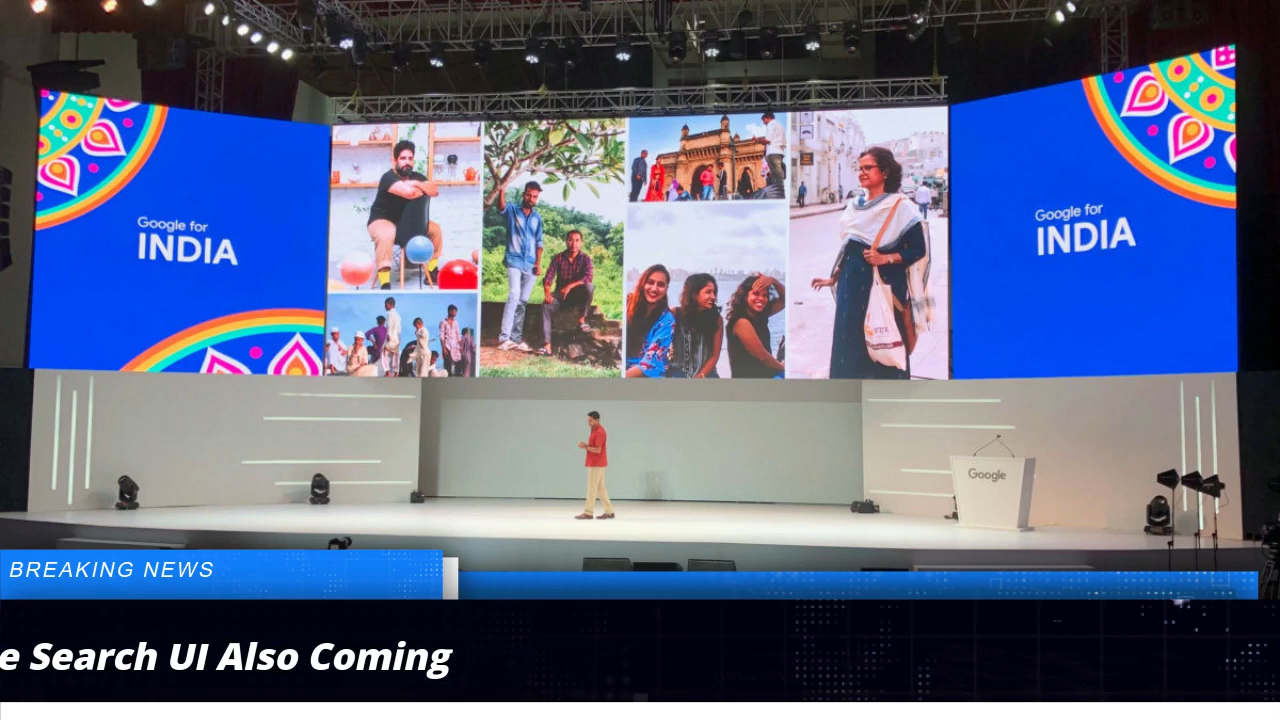 Google for
INDIA
Google for
INDIA
Google
BREAKING NEWS
e Search UI Also Coming